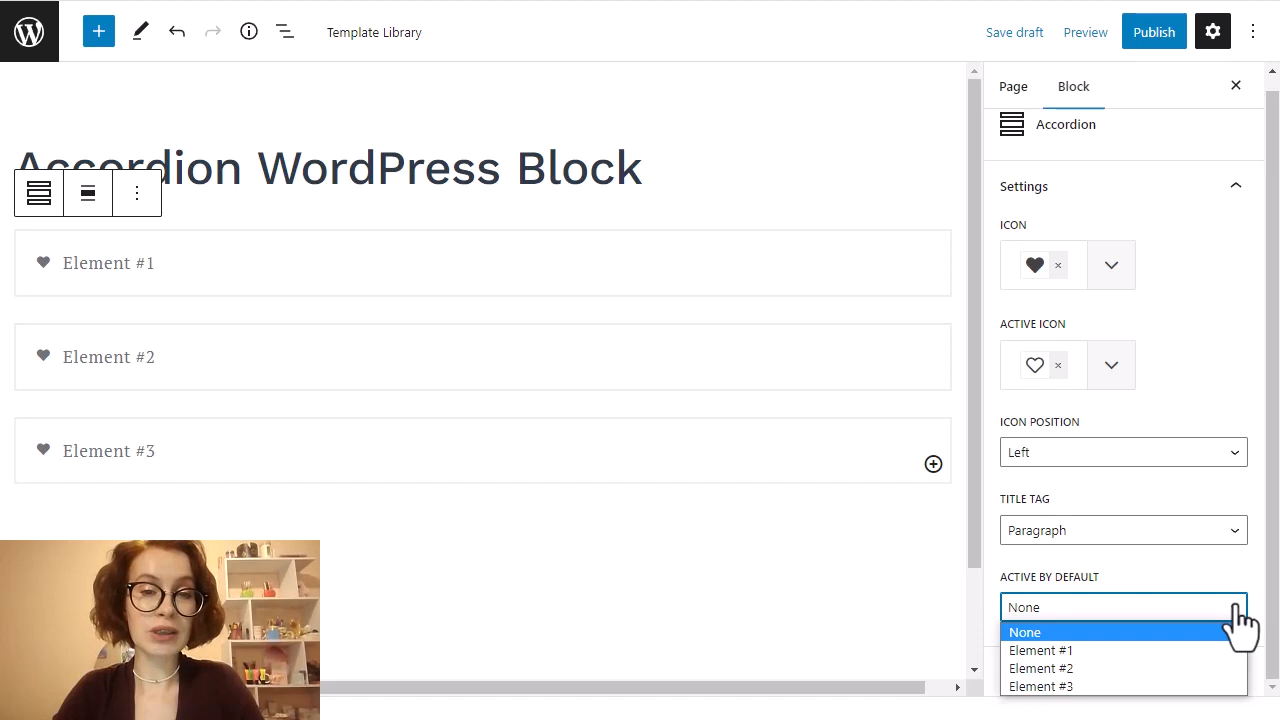 Template Library
Save draft
Preview
Publish
Page
Block
Accordion
Accordion WordPress Block
Settings
ICON
Element #1
ACTIVE ICON
Element #2
ICON POSITION
Left
Element #3
TITLE TAG
Paragraph
ACTIVE BY DEFAULT
None
None
Element #1
Element #2
Element #3